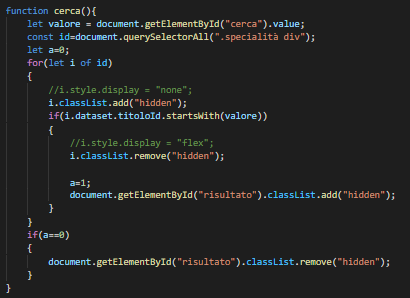 function cerca(){
    let valore = document.getElementById("cerca").value;
    const id=document.querySelectorAll(".specialità div");
    let a=0;
    for(let i of id)
    {
        //i.style.display = "none";
        i.classList.add("hidden");
        if(i.dataset.titoloId.startsWith(valore))
        {
            //i.style.display = "flex";
            i.classList.remove("hidden");

            a=1;
            document.getElementById("risultato").classList.add("hidden");
        }
    }
    if(a==0)
    {
        document.getElementById("risultato").classList.remove("hidden");
    }
}